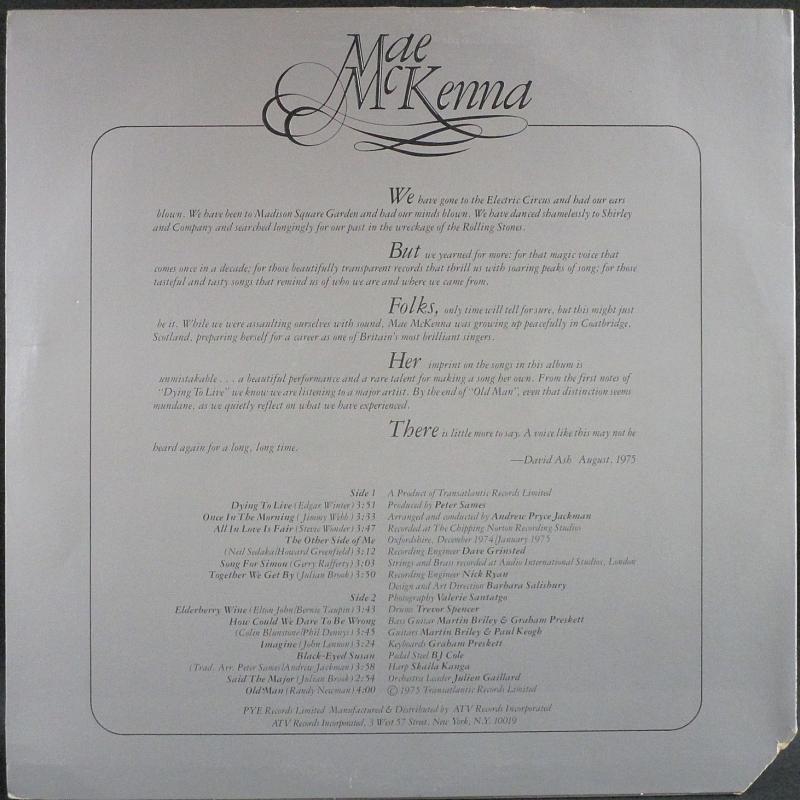 Mae
McKenna
We have gone to the Electric Circus and had our ears
blown. We have been to Madison Square Garden and had our minds blown. We have danced shamelessly to Shirley
and Company and searched longingly for our past in the wreckage of the Rolling Stones.
But we yearned for more: for that magic voice that
comes once in a decade; for those beautifully transparent records that thrill us with soaring peaks of song; for those
tasteful and tasty songs that remind us of who we are and where we came from.
Folks, only time will tell for sure, but this might just
be it. While we were assaulting ourselves with sound, Mae McKenna was growing up peacefully in Coatbridge,
Scotland, preparing herself for a career as one of Britain's most brilliant singers.
Her imprint on the songs in this album is
unmistakable . . . a beautiful performance and a rare talent for making a song her own. From the first notes of
"Dying To Live" we know we are listening to a major artist. By the end of "Old Man", even that distinction seems
mundane, as we quietly reflect on what we have experienced.
There is little more to say. A voice like this may not be
heard again for a long, long time.
—David Ash August, 1975
Side 1
Dying To Live (Edgar Winter) 3:51
Once In The Morning (Jimmy Webb) 3:33
All In Love Is Fair (Stevie Wonder) 3:47
The Other Side of Me
(Neil Sedaka/Howard Greenfield) 3:12
Song For Simon (Gerry Rafferty) 3:03
Together We Get By (Julian Brook) 3:50
Side 2
Elderberry Wine (Elton John/Bernie Taupin) 3:43
How Could We Dare To Be Wrong
(Colin Blunstone/Phil Dennys) 3:45
Imagine (John Lennon) 3:24
Black-Eyed Susan
(Trad. Arr. Peter Sames/Andrew Jackman) 3:58
Said The Major (Julian Brook) 2:54
Old Man (Randy Newman) 4:00
A Product of Transatlantic Records Limited
Produced by Peter Sames
Arranged and conducted by Andrew Pryce Jackman
Recorded at The Chipping Norton Recording Studios
Oxfordshire, December 1974/January 1975
Recording Engineer Dave Grinsted
Strings and Brass recorded at Audio International Studios, London
Recording Engineer Nick Ryan
Design and Art Direction Barbara Salisbury
Photography Valerie Santagto
Drums Trevor Spencer
Bass Guitar Martin Briley & Graham Preskett
Guitars Martin Briley & Paul Keogh
Keyboards Graham Preskett
Pedal Steel BJ Cole
Harp Skaila Kanga
Orchestra Leader Julien Gaillard
© 1975 Transatlantic Records Limited
PYE Records Limited Manufactured & Distributed by ATV Records Incorporated
ATV Records Incorporated, 3 West 57 Street, New York, N.Y. 10019